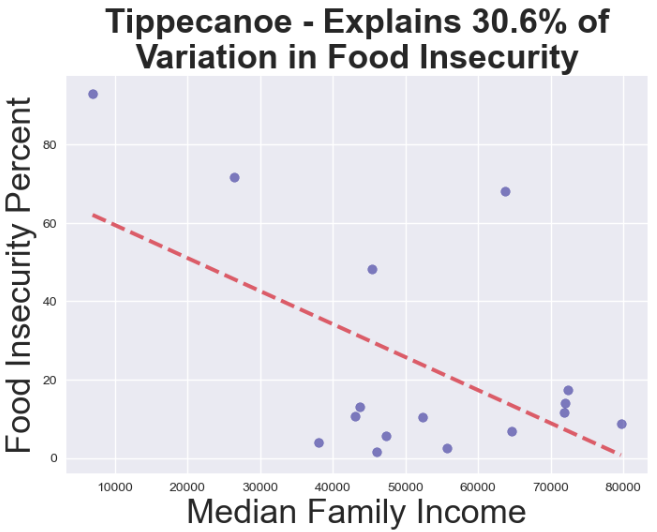 Tippecanoe - Explains 30.6% of
Variation in Food Insecurity
Food Insecurity Percent
80
60
40
20
0
10000 20000 30000 40000 50000 60000 70000 80000
Median Family Income